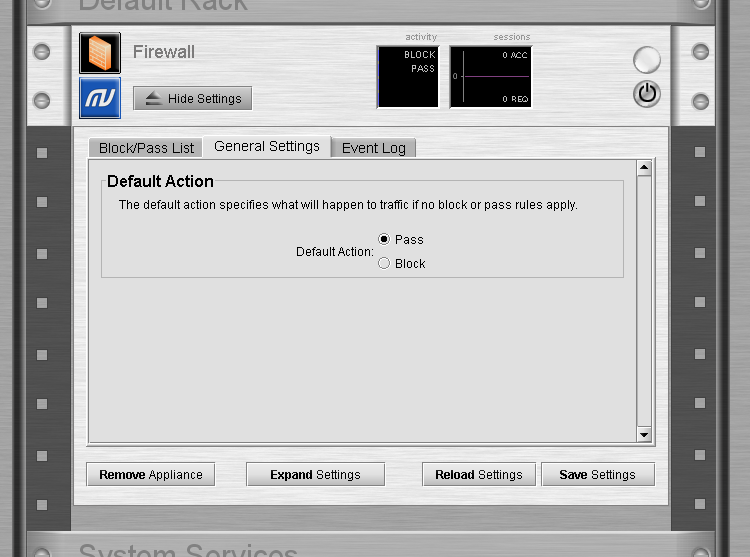 Default Rack
Firewall
activity
sessions
BLOCK
PASS
0 ACC
0
0 REQ
Hide Settings
Block/Pass List
General Settings
Event Log
Default Action
The default action specifies what will happen to traffic if no block or pass rules apply.
Default Action:
Pass
Block
Remove Appliance
Expand Settings
Reload Settings
Save Settings
System Services